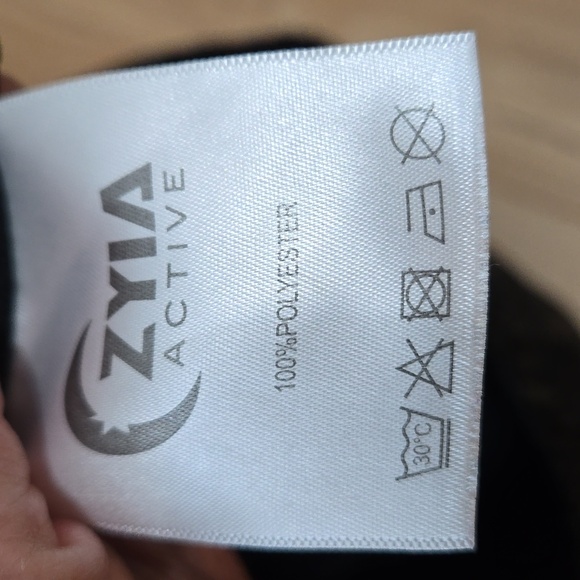 ZYIA
ACTIVE
100%POLYESTER
30°C